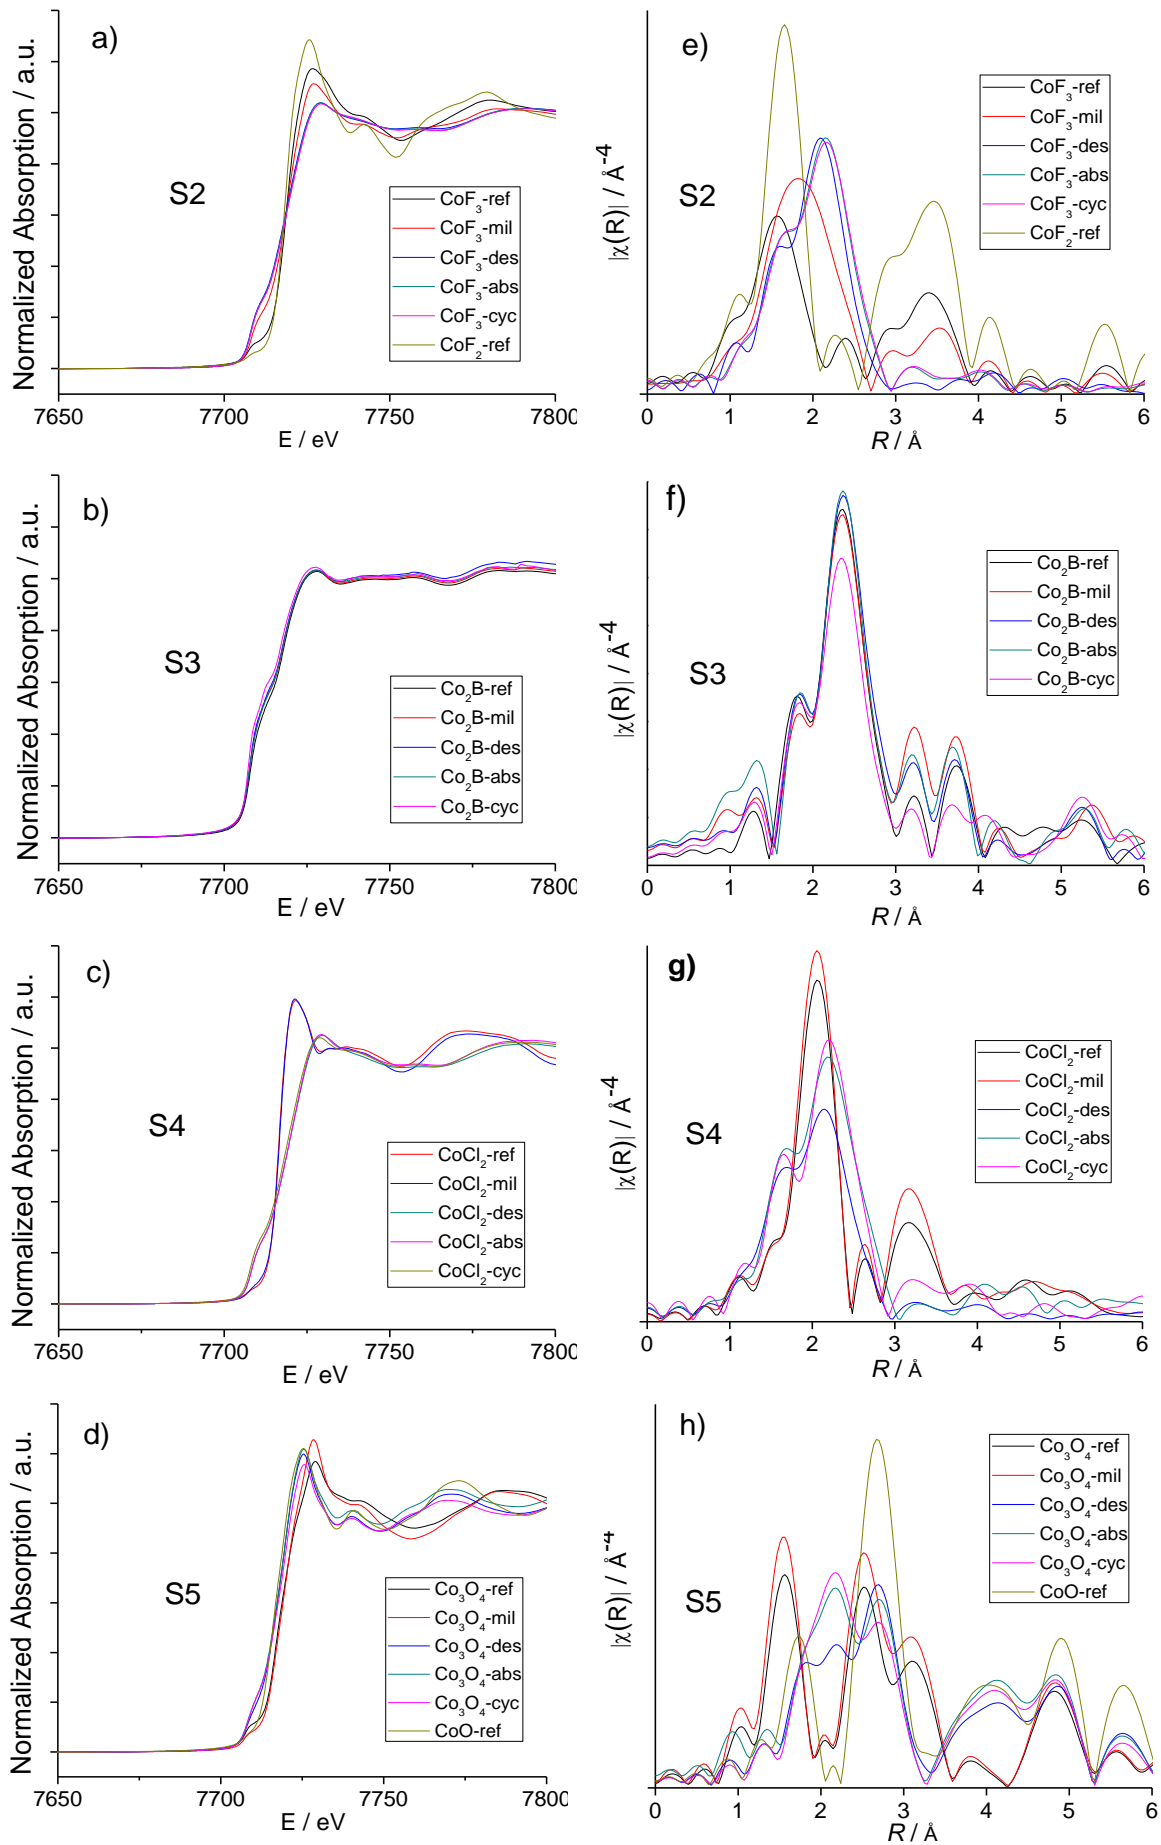 a)
Normalized Absorption / a.u.
S2
CoF3-ref
CoF3-mil
CoF3-des
CoF3-abs
CoF3-cyc
CoF2-ref
7650 7700 7750 7800
E / eV
e)
|χ(R)| / Å-4
S2
CoF3-ref
CoF3-mil
CoF3-des
CoF3-abs
CoF3-cyc
CoF2-ref
0 1 2 3 4 5 6
R / Å
b)
Normalized Absorption / a.u.
S3
Co2B-ref
Co2B-mil
Co2B-des
Co2B-abs
Co2B-cyc
7650 7700 7750 7800
E / eV
f)
|χ(R)| / Å-4
S3
Co2B-ref
Co2B-mil
Co2B-des
Co2B-abs
Co2B-cyc
0 1 2 3 4 5 6
R / Å
c)
Normalized Absorption / a.u.
S4
CoCl2-ref
CoCl2-mil
CoCl2-des
CoCl2-abs
CoCl2-cyc
7650 7700 7750 7800
E / eV
g)
|χ(R)| / Å-4
S4
CoCl2-ref
CoCl2-mil
CoCl2-des
CoCl2-abs
CoCl2-cyc
0 1 2 3 4 5 6
R / Å
d)
Normalized Absorption / a.u.
S5
Co3O4-ref
Co3O4-mil
Co3O4-des
Co3O4-abs
Co3O4-cyc
CoO-ref
7650 7700 7750 7800
E / eV
h)
|χ(R)| / Å-4
S5
Co3O4-ref
Co3O4-mil
Co3O4-des
Co3O4-abs
Co3O4-cyc
CoO-ref
0 1 2 3 4 5 6
R / Å